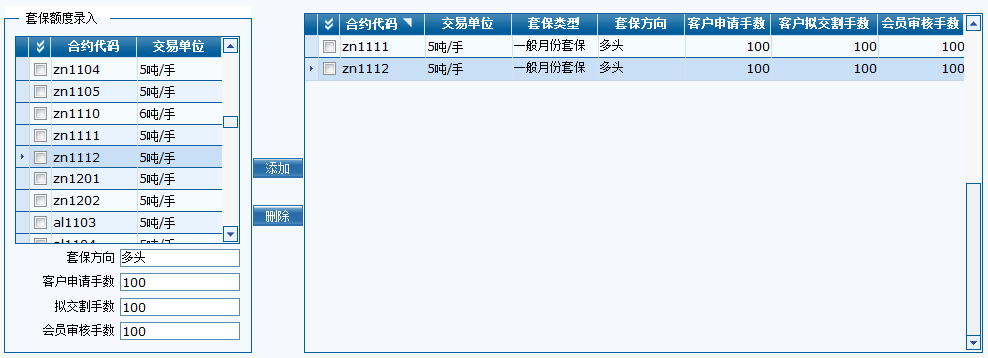 套保额度录入
合约代码 交易单位
zn1104 5吨/手
zn1105 5吨/手
zn1110 6吨/手
zn1111 5吨/手
zn1112 5吨/手
zn1201 5吨/手
zn1202 5吨/手
al1103 5吨/手
al1104 5吨/手
套保方向 多头
客户申请手数 100
拟交割手数 100
会员审核手数 100
添加
删除
合约代码 交易单位 套保类型 套保方向 客户申请手数 客户拟交割手数 会员审核手数
zn1111 5吨/手 一般月份套保 多头 100 100 100
zn1112 5吨/手 一般月份套保 多头 100 100 100